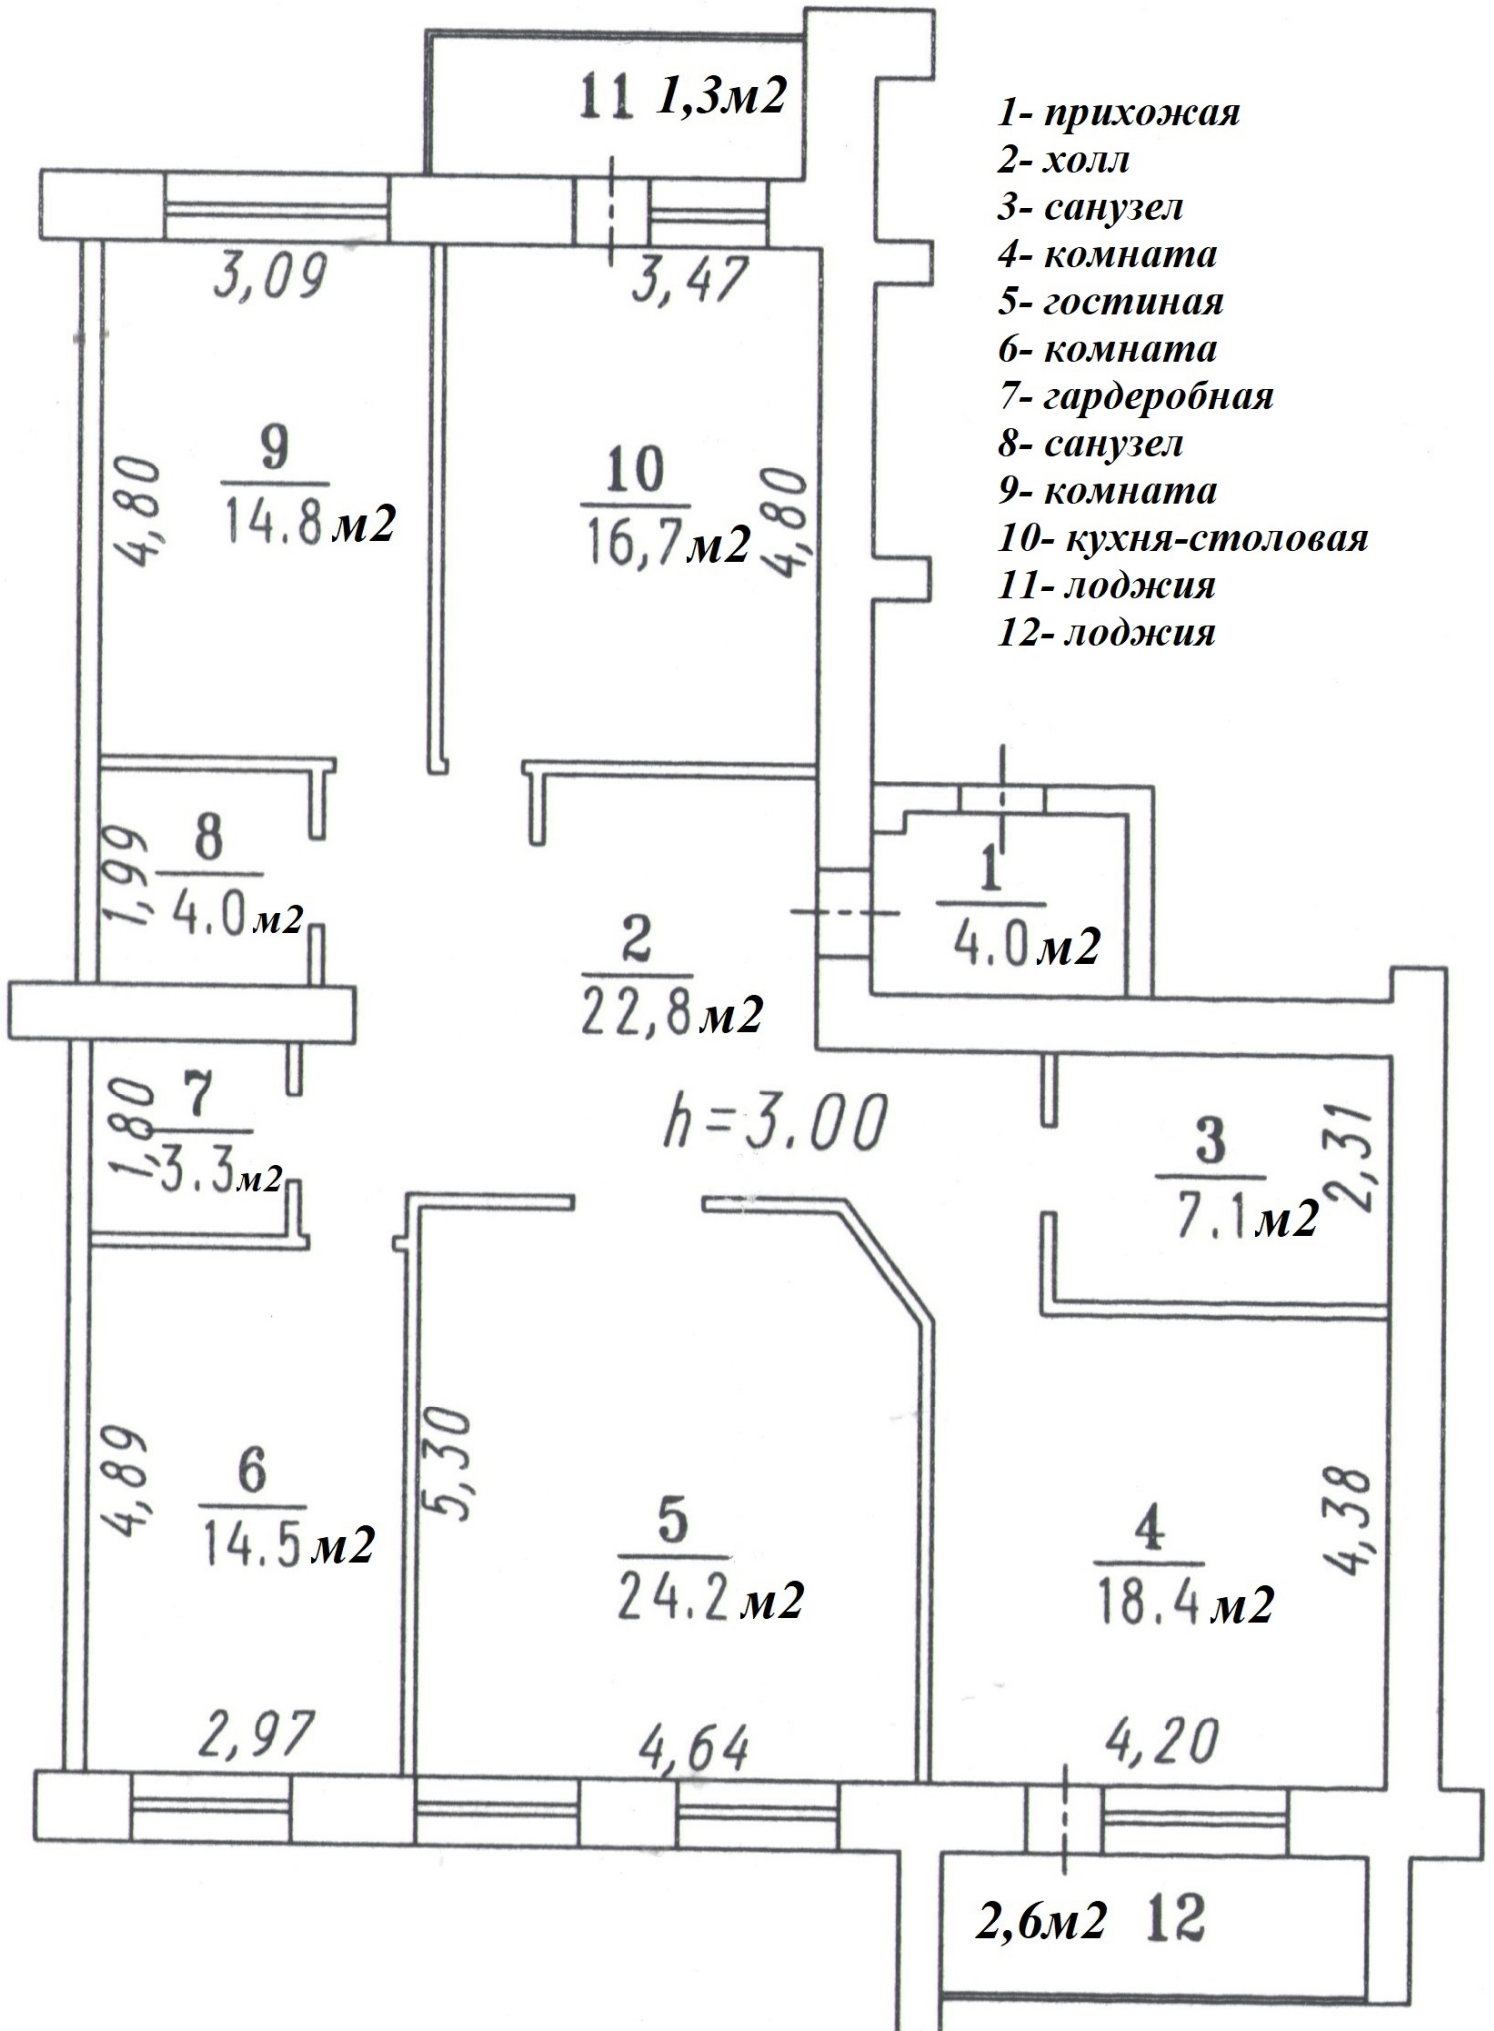 11 1,3м2
1- прихожая
2- холл
3- санузел
4- комната
5- гостиная
6- комната
7- гардеробная
8- санузел
9- комната
10- кухня-столовая
11- лоджия
12- лоджия
3,09
3,47
4,80
9
14.8 м2
10
16,7 м2
4,80
1,99
8
4.0 м2
2
22,8 м2
1
4.0 м2
1,80
7
3.3 м2
h=3.00
3
7.1 м2
2,31
4,89
6
14.5 м2
5,30
5
24.2 м2
4
18.4 м2
4,38
2,97
4,64
4,20
2,6м2 12